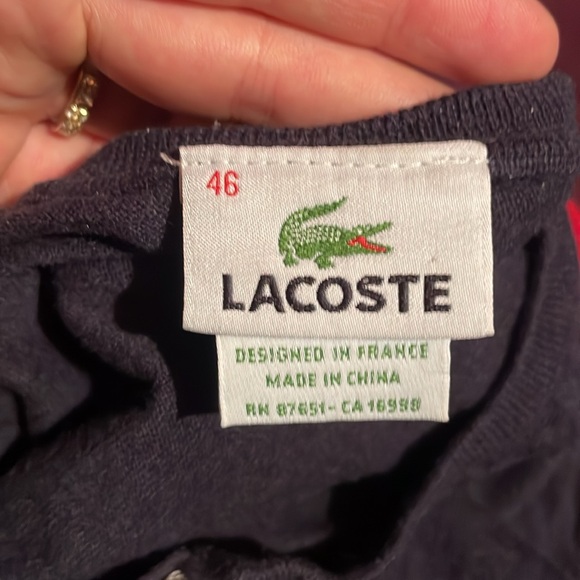 46
LACOSTE
DESIGNED IN FRANCE
MADE IN CHINA
RN 87651 - CA 16998